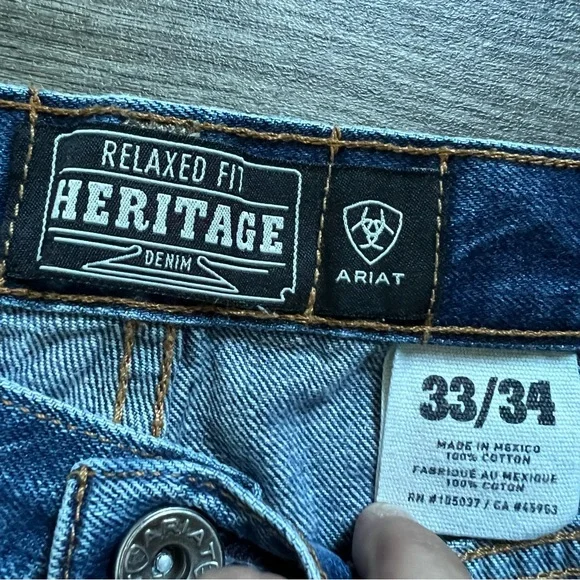 RELAXED FIT
HERITAGE
DENIM
ARIAT
33/34
MADE IN MEXICO
100% COTTON
FABRIQUÉ AU MEXIQUE
100% COTON
RN #105037 / CA #45953
ARIAT